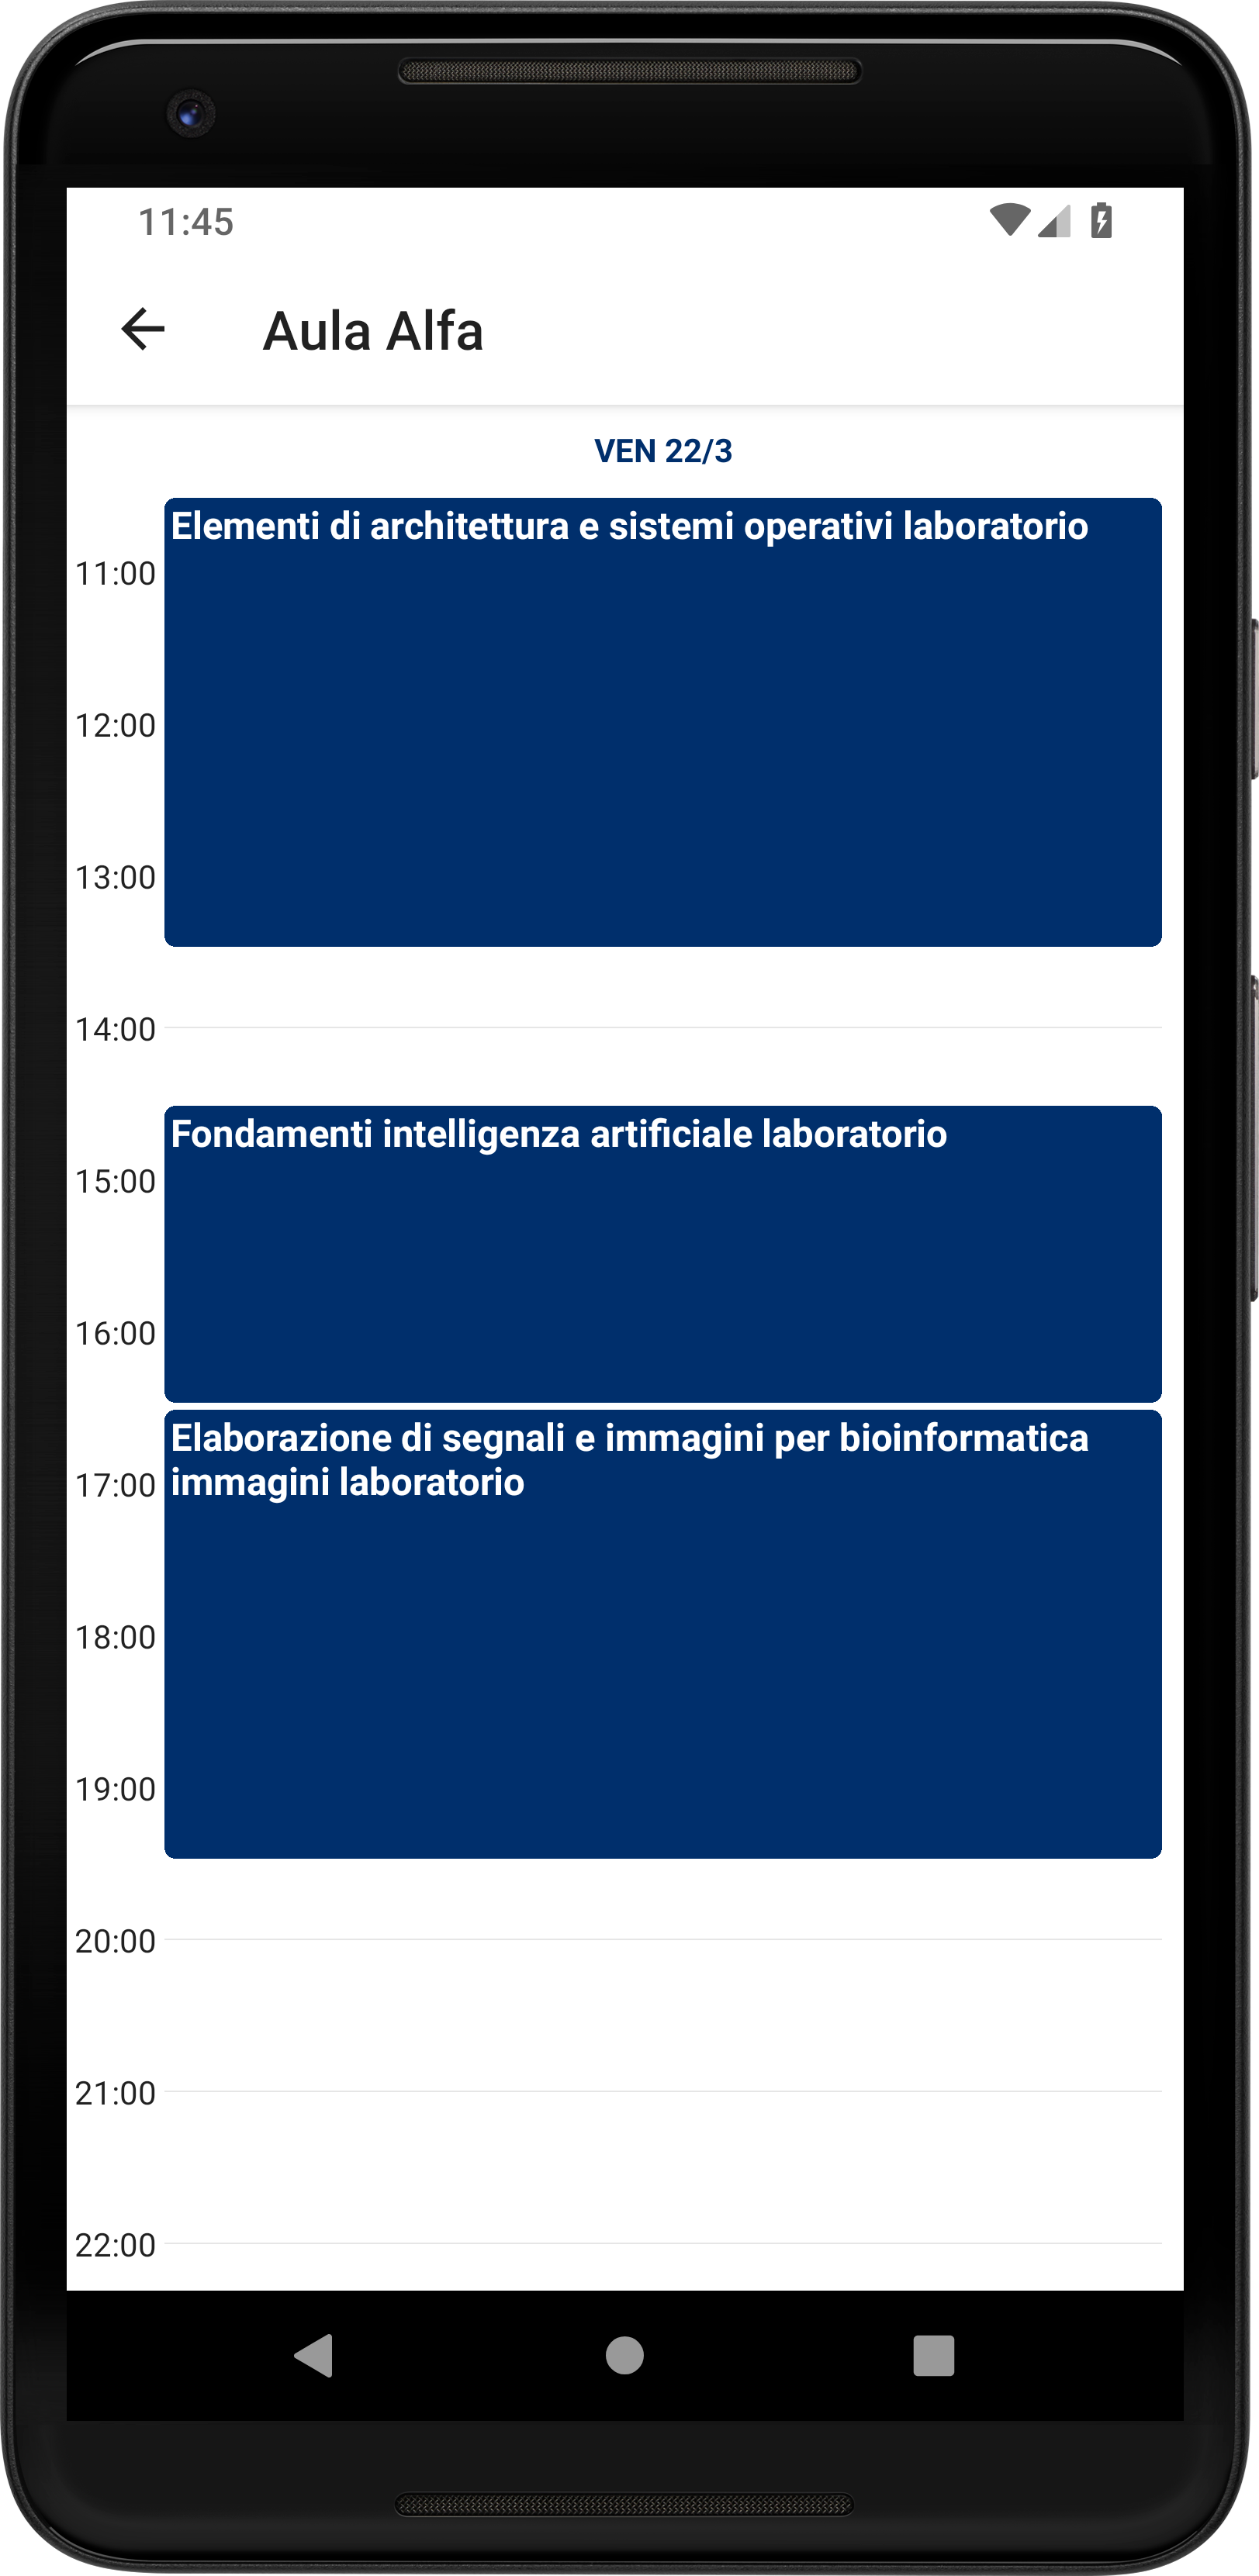 11:45
Aula Alfa
VEN 22/3
Elementi di architettura e sistemi operativi laboratorio
11:00
12:00
13:00
14:00
Fondamenti intelligenza artificiale laboratorio
15:00
16:00
Elaborazione di segnali e immagini per bioinformatica
immagini laboratorio
17:00
18:00
19:00
20:00
21:00
22:00